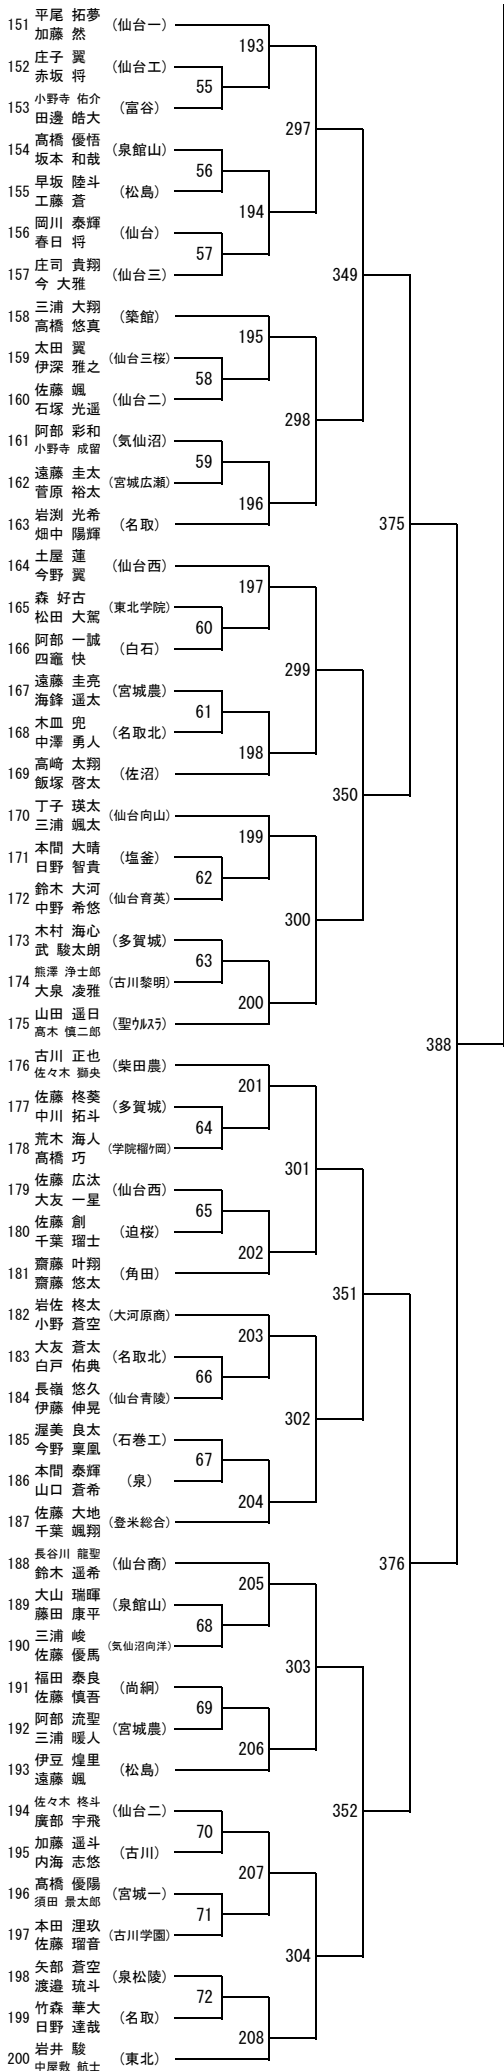 151 平尾 拓夢 (仙台一)
加藤 然
193
152 庄子 翼 (仙台工)
赤坂 将
55
153 小野寺 佑介 (富谷)
田邊 皓大
297
154 髙橋 優悟 (泉館山)
坂本 和哉
56
155 早坂 陸斗 (松島)
工藤 蒼
194
156 岡川 泰輝 (仙台)
春日 将
57
157 庄司 貴翔 (仙台三)
今 大雅
349
158 三浦 大翔 (築館)
高橋 悠真
195
159 太田 翼 (仙台三桜)
伊深 雅之
58
160 佐藤 颯 (仙台二)
石塚 光遥
298
161 阿部 彩和 (気仙沼)
小野寺 成留
59
162 遠藤 圭太 (宮城広瀬)
菅原 裕太
196
163 岩渕 光希 (名取)
畑中 陽輝
375
164 土屋 蓮 (仙台西)
今野 翼
197
165 森 好古 (東北学院)
松田 大駕
60
166 阿部 一誠 (白石)
四竈 快
299
167 遠藤 圭亮 (宮城農)
海鋒 遥太
61
168 木皿 兜 (名取北)
中澤 勇人
198
169 高﨑 太翔 (佐沼)
飯塚 啓太
350
170 丁子 瑛太 (仙台向山)
三浦 颯太
199
171 本間 大晴 (塩釜)
日野 智貴
62
172 鈴木 大河 (仙台育英)
中野 希悠
300
173 木村 海心 (多賀城)
武 駿太朗
63
174 熊澤 浄士郎 (古川黎明)
大泉 凌雅
200
175 山田 遥日 (聖ｳﾙｽﾗ)
髙木 慎二郎
388
176 古川 正也 (柴田農)
佐々木 獅央
201
177 佐藤 柊葵 (多賀城)
中川 拓斗
64
178 荒木 海人 (学院榴ケ岡)
髙橋 巧
301
179 佐藤 広汰 (仙台西)
大友 一星
65
180 佐藤 創 (迫桜)
千葉 瑠士
202
181 齋藤 叶翔 (角田)
齋藤 悠太
351
182 岩佐 柊太 (大河原商)
小野 蒼空
203
183 大友 蒼太 (名取北)
白戸 佑典
66
184 長嶺 悠久 (仙台青陵)
伊藤 伸晃
302
185 渥美 良太 (石巻工)
今野 稟凰
67
186 本間 泰輝 (泉)
山口 蒼希
204
187 佐藤 大地 (登米総合)
千葉 颯翔
376
188 長谷川 龍聖 (仙台商)
鈴木 遥希
205
189 大山 瑞暉 (泉館山)
藤田 康平
68
190 三浦 峻 (気仙沼向洋)
佐藤 優馬
303
191 福田 泰良 (尚絅)
佐藤 慎吾
69
192 阿部 流聖 (宮城農)
三浦 暖人
206
193 伊豆 煌里 (松島)
遠藤 颯
352
194 佐々木 柊斗 (仙台二)
廣部 宇飛
70
195 加藤 遥斗 (古川)
内海 志悠
207
196 髙橋 優陽 (宮城一)
須田 景太郎
71
197 本田 浬玖 (古川学園)
佐藤 瑠音
304
198 矢部 蒼空 (泉松陵)
渡邉 琉斗
72
199 竹森 華大 (名取)
日野 達哉
208
200 岩井 駿 (東北)
中屋敷 航士